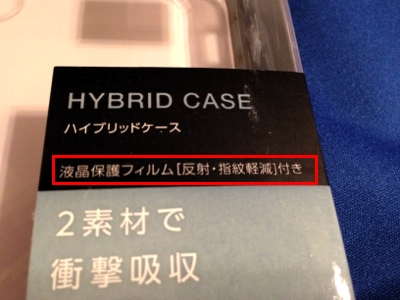 HYBRID CASE
ハイブリッドケース
液晶保護フィルム[反射・指紋軽減]付き
2素材で
衝撃吸収